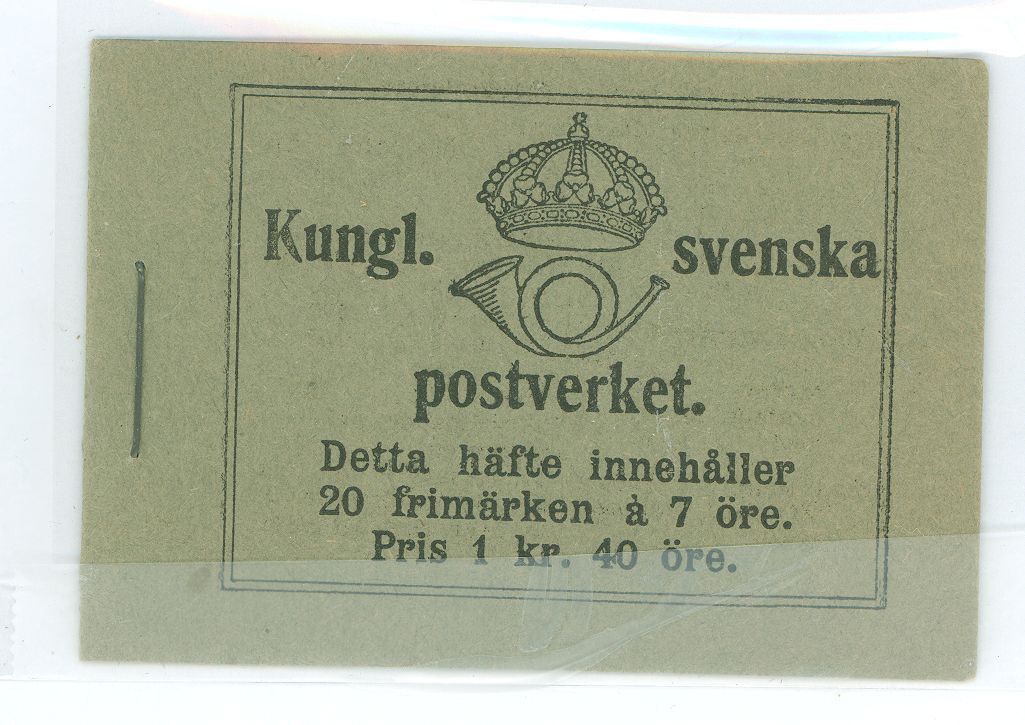 Kungl. svenska
postverket.
Detta häfte innehåller
20 frimärken à 7 öre.
Pris 1 kr. 40 öre.